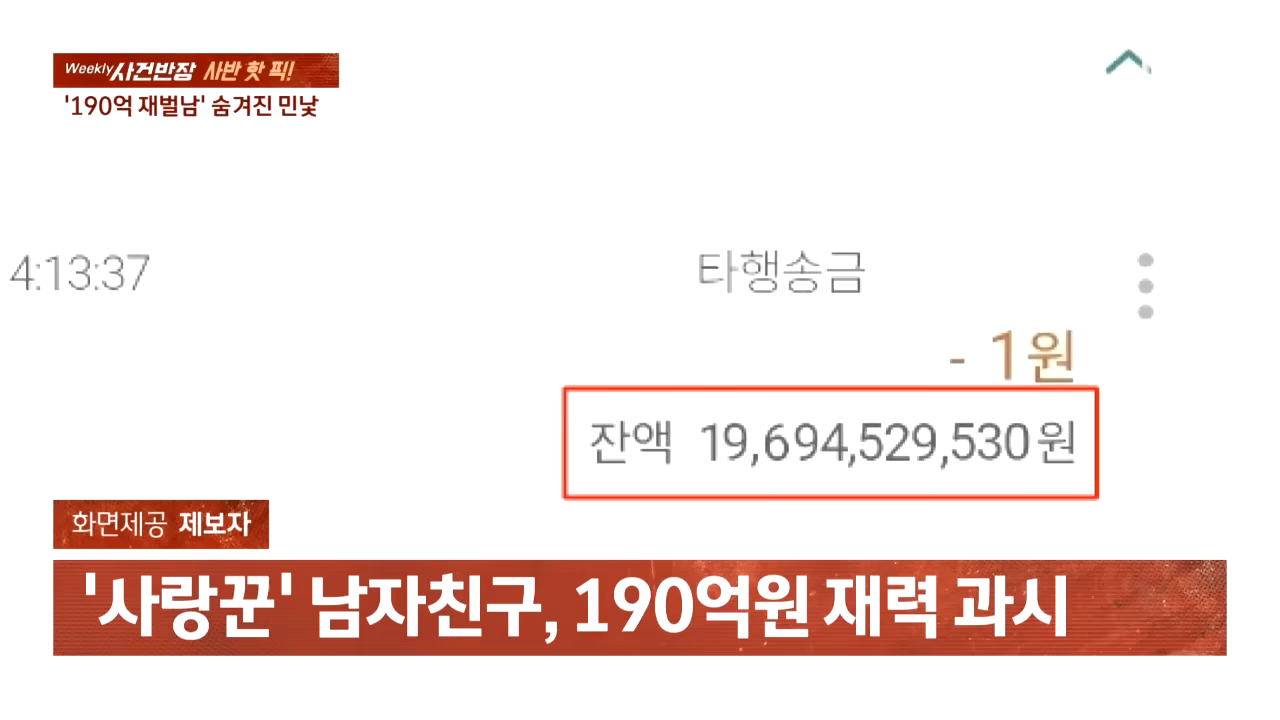 Weekly 사건반장 사반 핫 픽!
'190억 재벌남' 숨겨진 민낯
4:13:37 타행송금
- 1원
잔액 19,694,529,530원
화면제공 제보자
'사랑꾼' 남자친구, 190억원 재력 과시